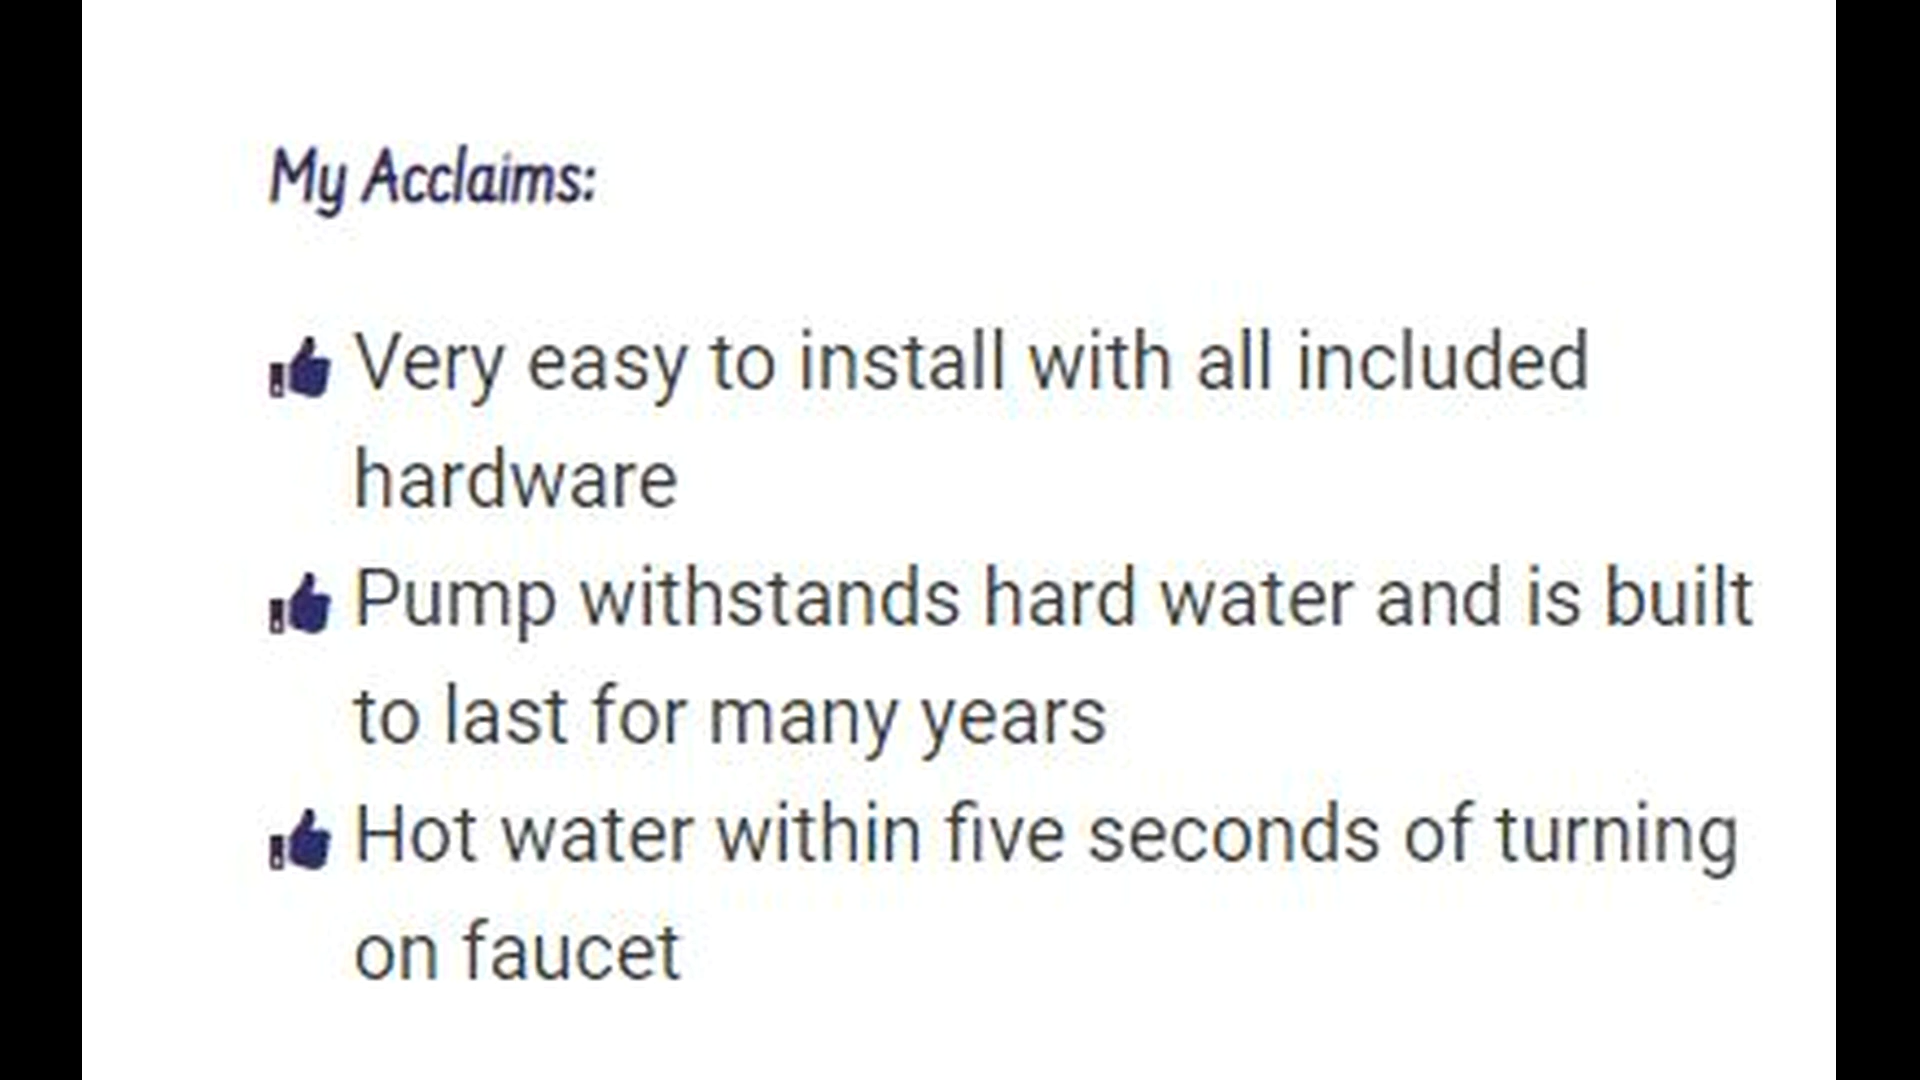 My Acclaims:
Very easy to install with all included
hardware
Pump withstands hard water and is built
to last for many years
Hot water within five seconds of turning
on faucet